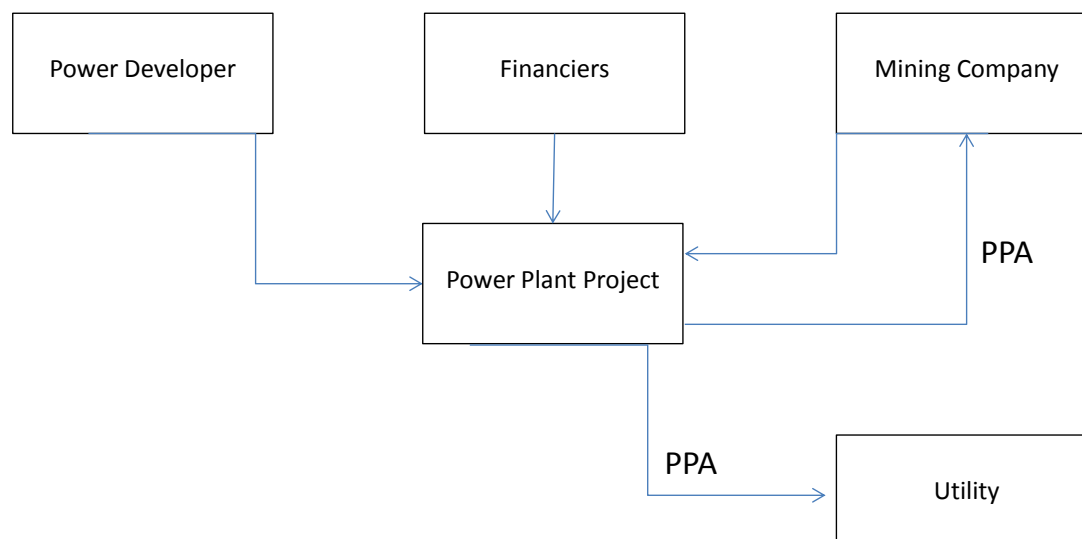 Power Developer
Financiers
Mining Company
Power Plant Project
PPA
PPA
Utility